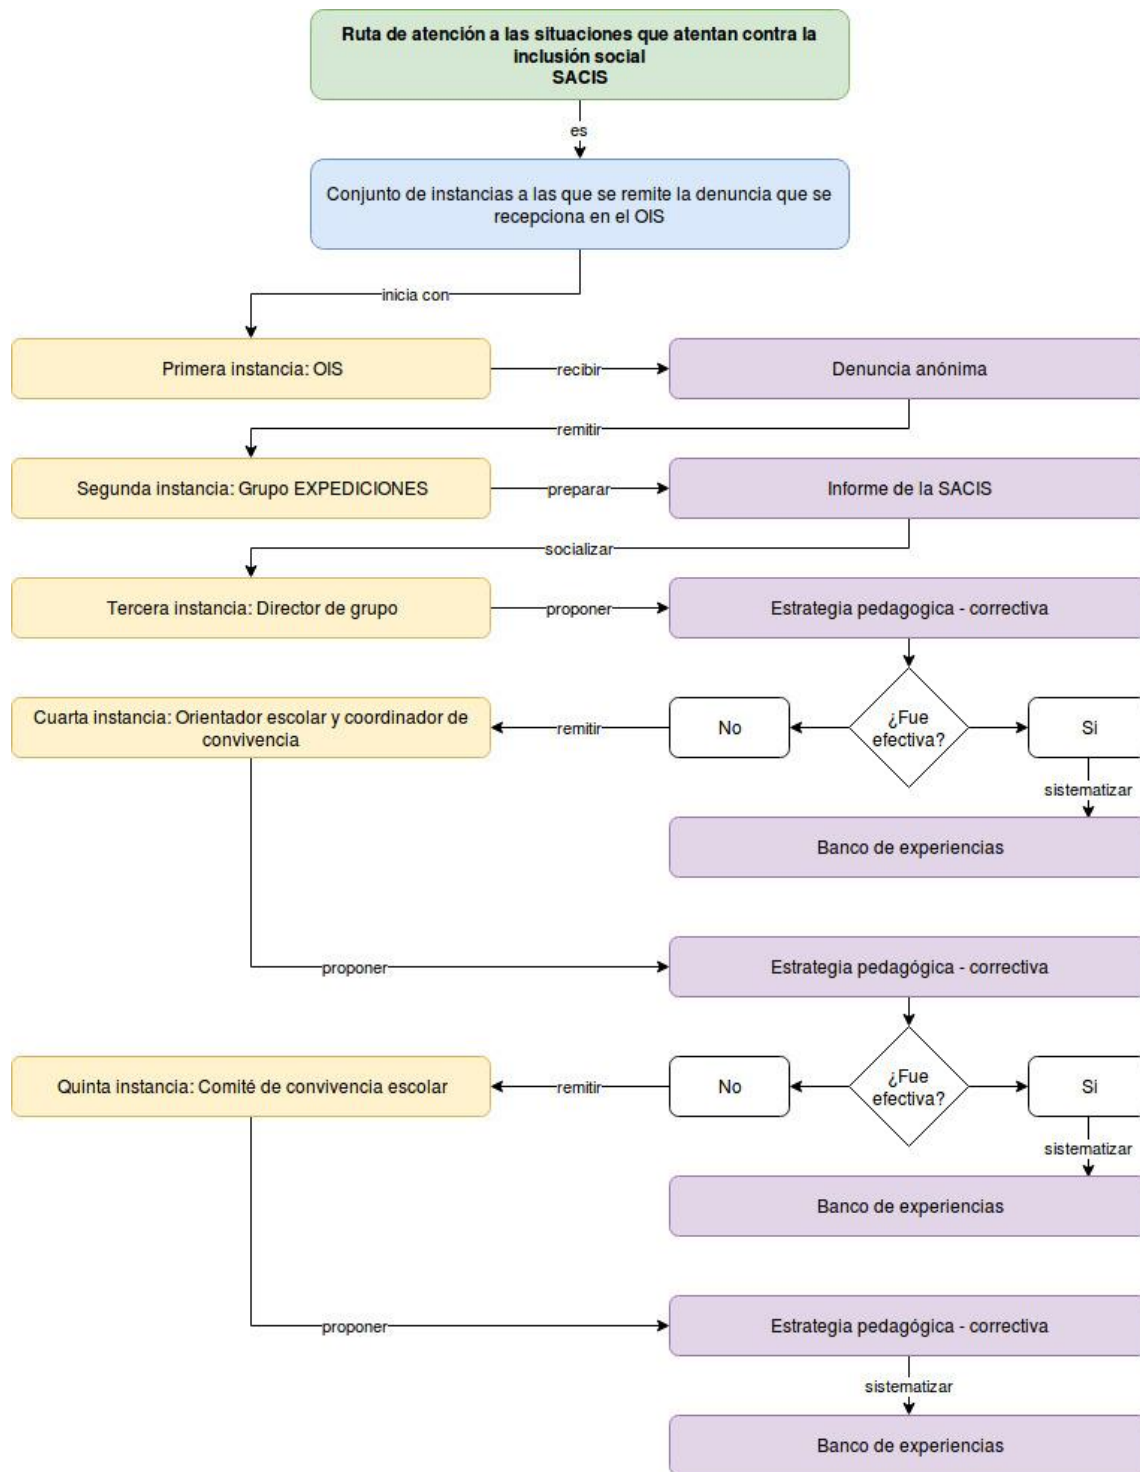 Ruta de atención a las situaciones que atentan contra la
inclusión social
SACIS
es
Conjunto de instancias a las que se remite la denuncia que se
recepciona en el OIS
inicia con
Primera instancia: OIS
recibir
Denuncia anónima
remitir
Segunda instancia: Grupo EXPEDICIONES
preparar
Informe de la SACIS
socializar
Tercera instancia: Director de grupo
proponer
Estrategia pedagogica - correctiva
¿Fue
efectiva?
Si
No
remitir
Cuarta instancia: Orientador escolar y coordinador de
convivencia
sistematizar
Banco de experiencias
proponer
Estrategia pedagógica - correctiva
¿Fue
efectiva?
Si
No
remitir
Quinta instancia: Comité de convivencia escolar
sistematizar
Banco de experiencias
proponer
Estrategia pedagógica - correctiva
sistematizar
Banco de experiencias